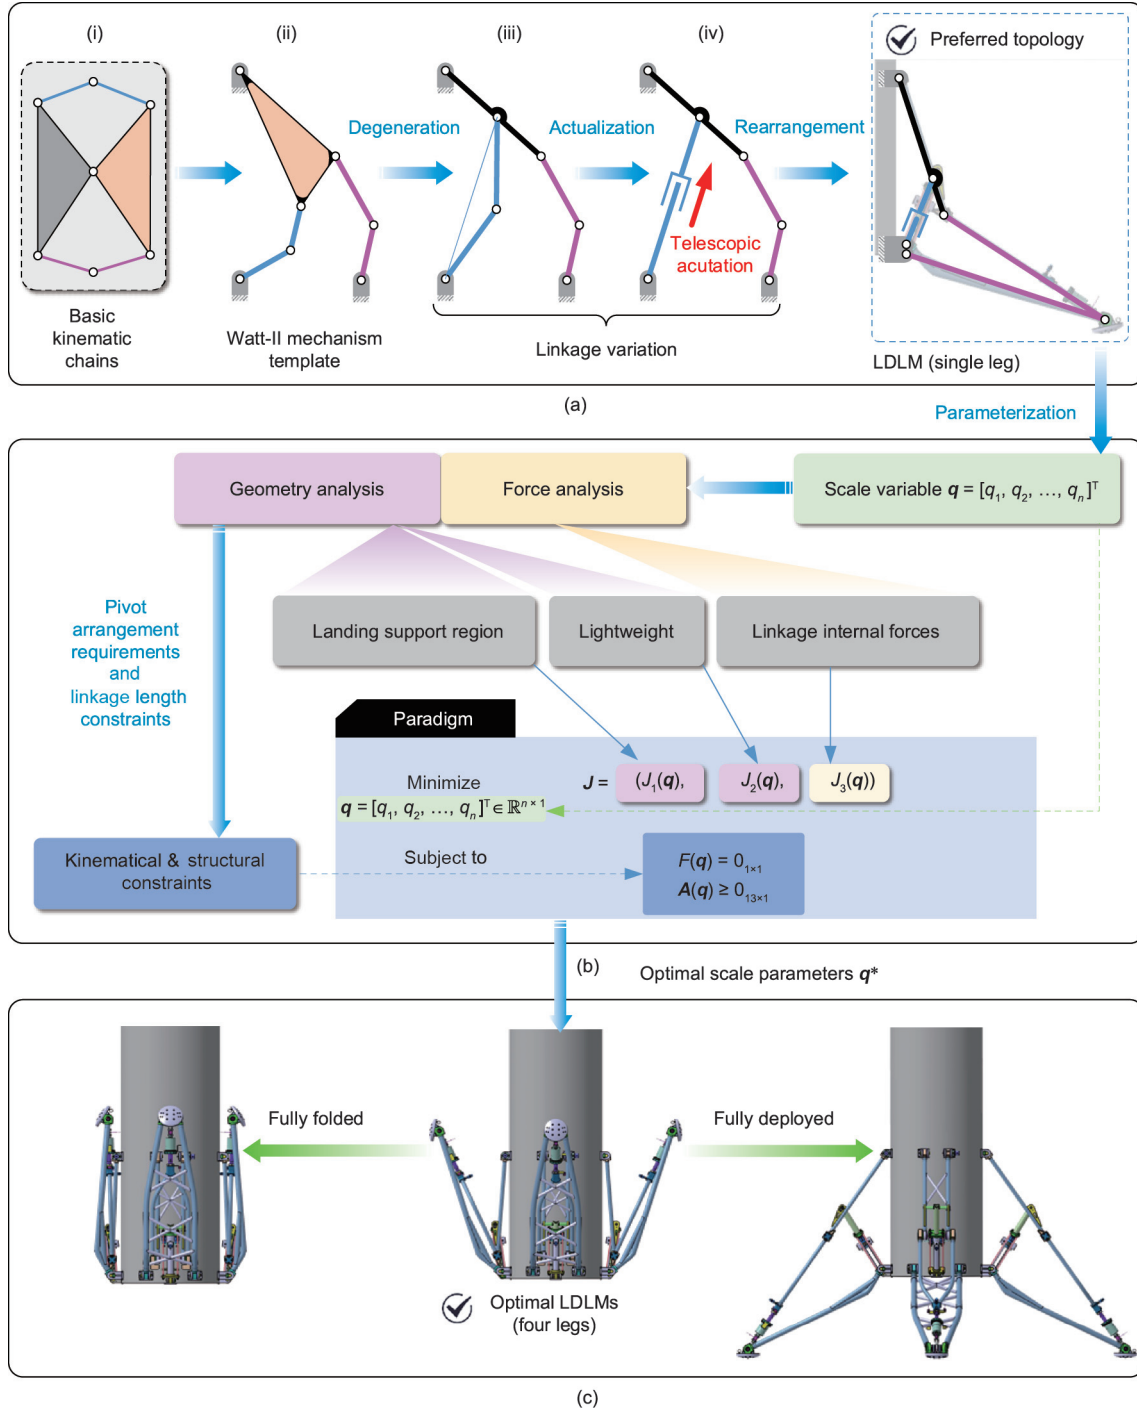 (i)
(ii)
(iii)
(iv)
Preferred topology
Degeneration
Actualization
Rearrangement
Telescopic
acutation
Basic
kinematic
chains
Watt-II mechanism
template
Linkage variation
LDLM (single leg)
(a)
Parameterization
Geometry analysis
Force analysis
Scale variable q = [q1, q2, ..., qn]T
Pivot
arrangement
requirements
and
linkage length
constraints
Landing support region
Lightweight
Linkage internal forces
Paradigm
Minimize
J = (J1(q), J2(q), J3(q))
q = [q1, q2, ..., qn]T ∈ ℝn × 1
Kinematical & structural
constraints
Subject to
F(q) = 01×1
A(q) ≥ 013×1
(b)
Optimal scale parameters q*
Fully folded
Fully deployed
Optimal LDLMs
(four legs)
(c)